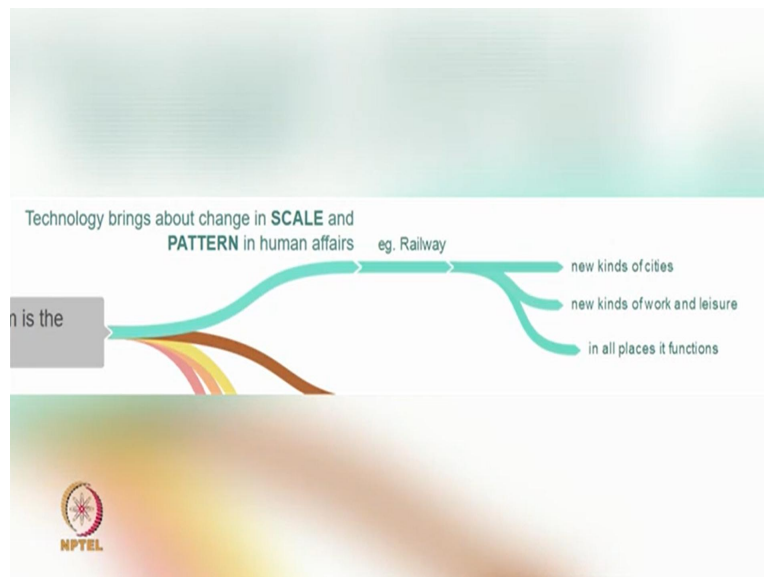 Technology brings about change in SCALE and
PATTERN in human affairs
eg. Railway
new kinds of cities
new kinds of work and leisure
in all places it functions
is the
NPTEL